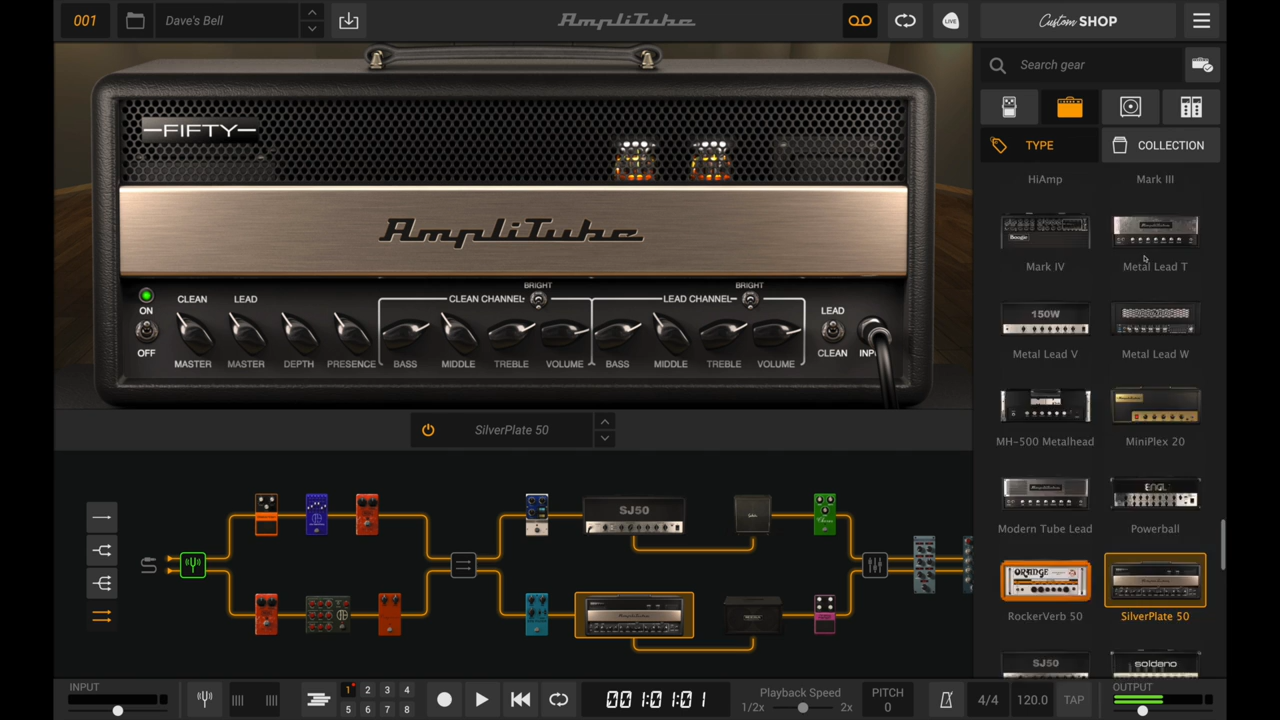 001
Dave's Bell
AmpliTube
LIVE
Custom SHOP
Search gear
TYPE
COLLECTION
HiAmp
Mark III
Mark IV
Metal Lead T
150W
Metal Lead V
Metal Lead W
MH-500 Metalhead
MiniPlex 20
Modern Tube Lead
ENGL
Powerball
ORANGE
RockerVerb 50
SilverPlate 50
SJ50
soldano
FIFTY
AmpliTube
ON
OFF
CLEAN
LEAD
MASTER
MASTER
DEPTH
PRESENCE
CLEAN CHANNEL
BRIGHT
BASS
MIDDLE
TREBLE
VOLUME
LEAD CHANNEL
BRIGHT
BASS
MIDDLE
TREBLE
VOLUME
LEAD
CLEAN
SilverPlate 50
SJ50
INPUT
1 2 3 4
5 6 7 8
00 1:01:01
Playback Speed
1/2x
2x
PITCH
0
4/4
120.0
TAP
OUTPUT